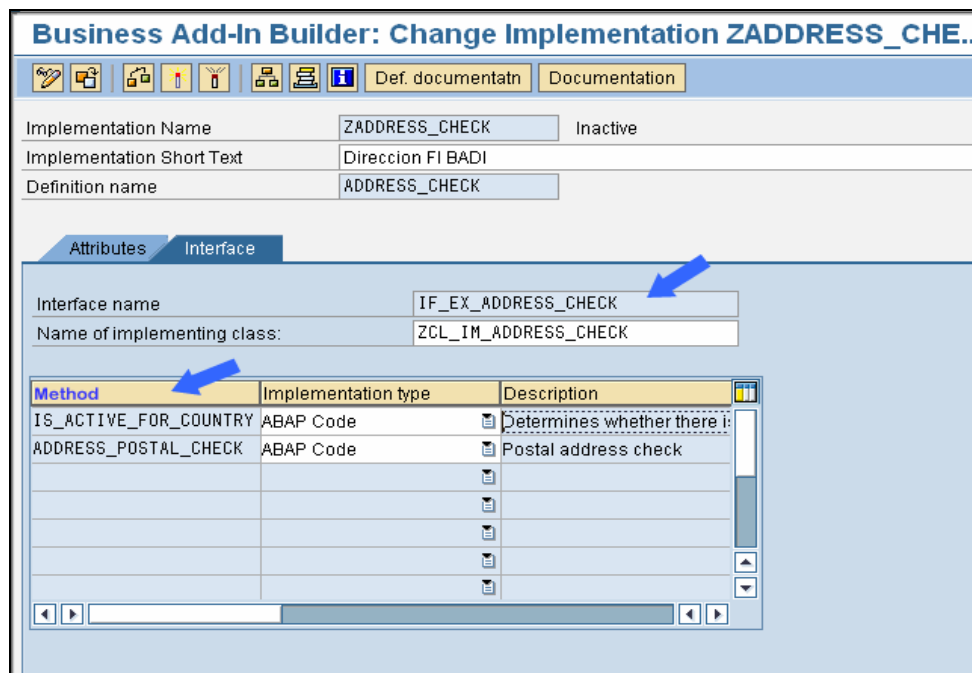 Business Add-In Builder: Change Implementation ZADDRESS_CHE..
Def. documentatn Documentation
Implementation Name ZADDRESS_CHECK Inactive
Implementation Short Text Direccion FI BADI
Definition name ADDRESS_CHECK
Attributes Interface
Interface name IF_EX_ADDRESS_CHECK
Name of implementing class: ZCL_IM_ADDRESS_CHECK
Method Implementation type Description
IS_ACTIVE_FOR_COUNTRY ABAP Code Determines whether there i
ADDRESS_POSTAL_CHECK ABAP Code Postal address check